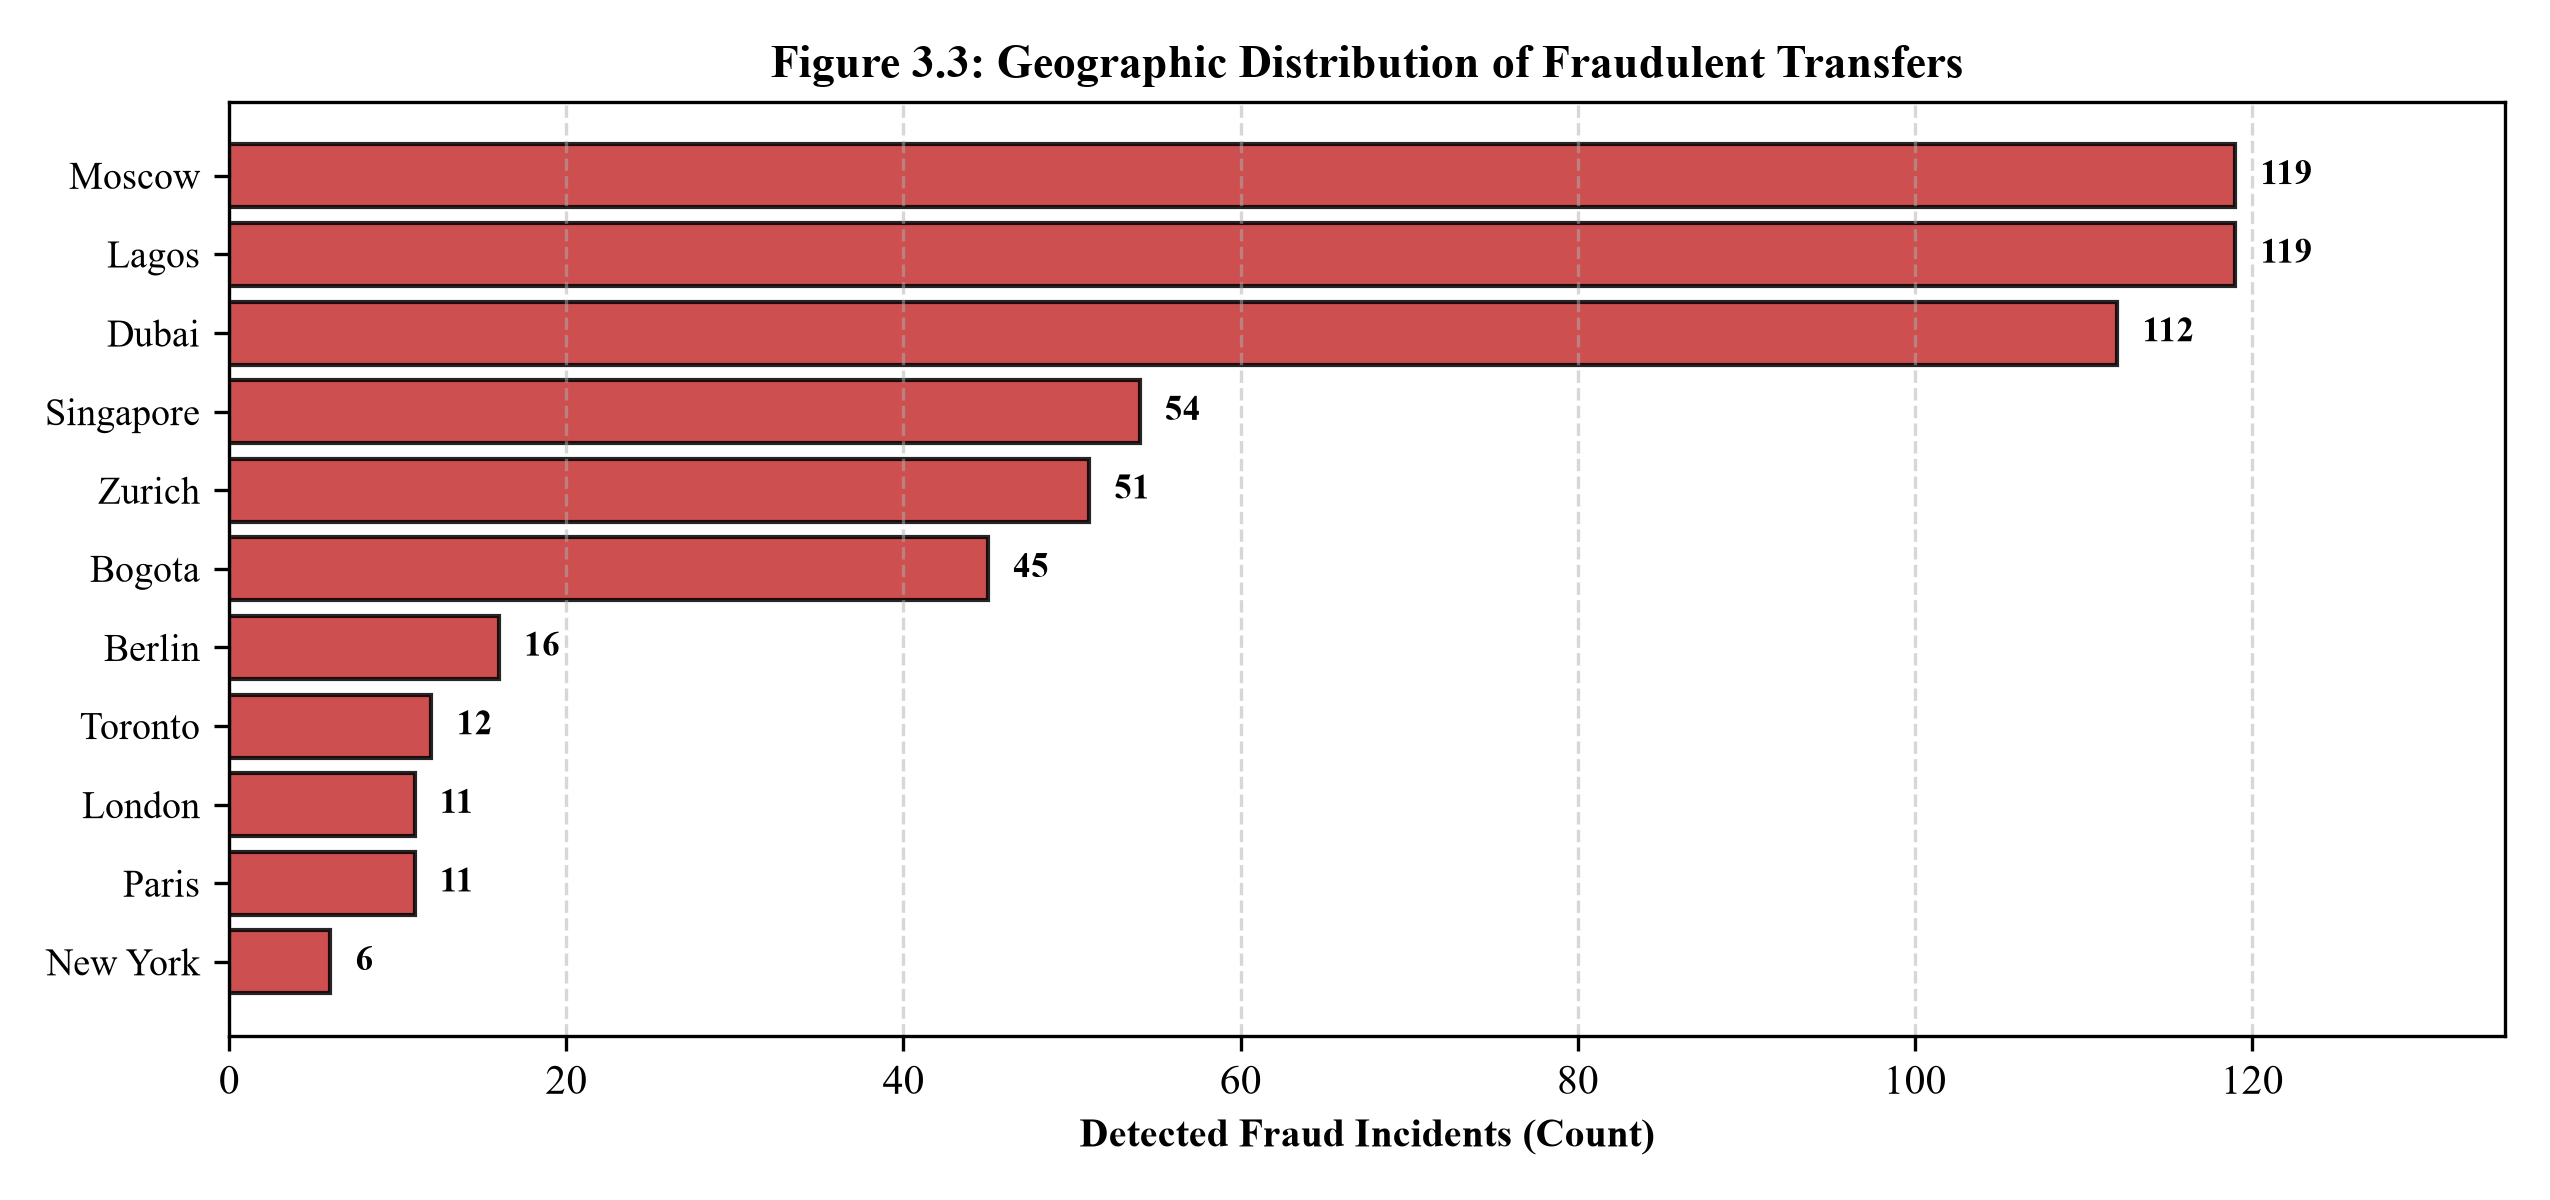 Figure 3.3: Geographic Distribution of Fraudulent Transfers
Moscow 119
Lagos 119
Dubai 112
Singapore 54
Zurich 51
Bogota 45
Berlin 16
Toronto 12
London 11
Paris 11
New York 6
0 20 40 60 80 100 120
Detected Fraud Incidents (Count)